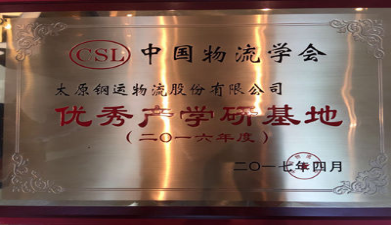 CSL 中国物流学会
太原钢运物流股份有限公司
优秀产学研基地
(二〇一六年度)
二〇一七年四月